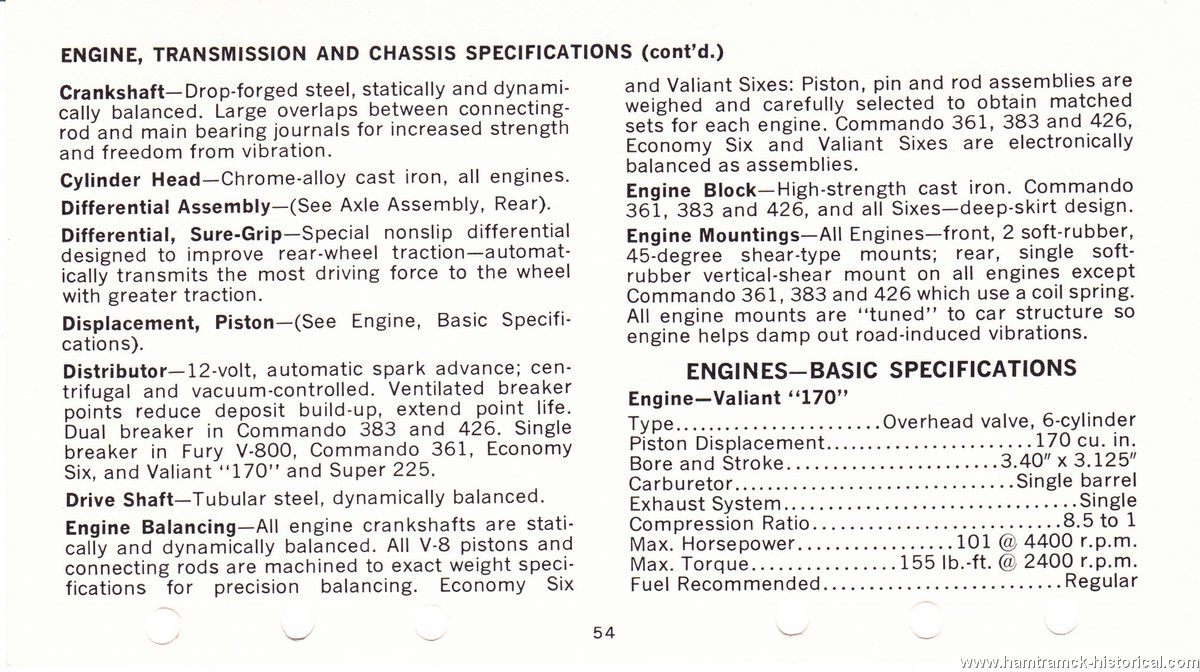 ENGINE, TRANSMISSION AND CHASSIS SPECIFICATIONS (cont'd.)
Crankshaft—Drop-forged steel, statically and dynami-
cally balanced. Large overlaps between connecting-
rod and main bearing journals for increased strength
and freedom from vibration.
Cylinder Head—Chrome-alloy cast iron, all engines.
Differential Assembly—(See Axle Assembly, Rear).
Differential, Sure-Grip—Special nonslip differential
designed to improve rear-wheel traction—automat-
ically transmits the most driving force to the wheel
with greater traction.
Displacement, Piston—(See Engine, Basic Specifi-
cations).
Distributor—12-volt, automatic spark advance; cen-
trifugal and vacuum-controlled. Ventilated breaker
points reduce deposit build-up, extend point life.
Dual breaker in Commando 383 and 426. Single
breaker in Fury V-800, Commando 361, Economy
Six, and Valiant "170" and Super 225.
Drive Shaft—Tubular steel, dynamically balanced.
Engine Balancing—All engine crankshafts are stati-
cally and dynamically balanced. All V-8 pistons and
connecting rods are machined to exact weight speci-
fications for precision balancing. Economy Six
and Valiant Sixes: Piston, pin and rod assemblies are
weighed and carefully selected to obtain matched
sets for each engine. Commando 361, 383 and 426,
Economy Six and Valiant Sixes are electronically
balanced as assemblies.
Engine Block—High-strength cast iron. Commando
361, 383 and 426, and all Sixes—deep-skirt design.
Engine Mountings—All Engines—front, 2 soft-rubber,
45-degree shear-type mounts; rear, single soft-
rubber vertical-shear mount on all engines except
Commando 361, 383 and 426 which use a coil spring.
All engine mounts are "tuned" to car structure so
engine helps damp out road-induced vibrations.
ENGINES—BASIC SPECIFICATIONS
Engine—Valiant "170"
Type........................Overhead valve, 6-cylinder
Piston Displacement........................170 cu. in.
Bore and Stroke.........................3.40" x 3.125"
Carburetor................................Single barrel
Exhaust System..................................Single
Compression Ratio............................8.5 to 1
Max. Horsepower..................101 @ 4400 r.p.m.
Max. Torque................155 lb.-ft. @ 2400 r.p.m.
Fuel Recommended...........................Regular
54
www.hamtramck-historical.com